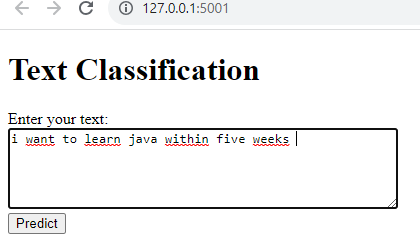 127.0.0.1:5001
Text Classification
Enter your text:
i want to learn java within five weeks
Predict